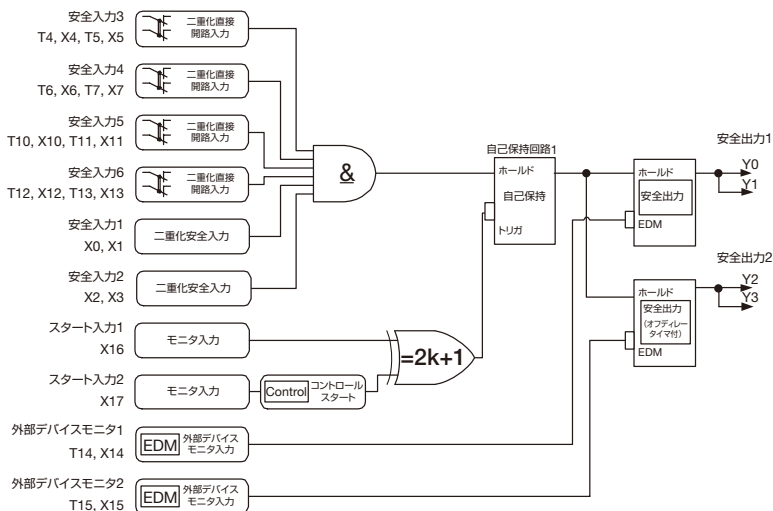 安全入力3
T4, X4, T5, X5
二重化直接
開路入力
安全入力4
T6, X6, T7, X7
二重化直接
開路入力
安全入力5
T10, X10, T11, X11
二重化直接
開路入力
安全入力6
T12, X12, T13, X13
二重化直接
開路入力
安全入力1
X0, X1
二重化安全入力
安全入力2
X2, X3
二重化安全入力
スタート入力1
X16
モニタ入力
スタート入力2
X17
モニタ入力
Control
コントロール
スタート
外部デバイスモニタ1
T14, X14
EDM
外部デバイス
モニタ入力
外部デバイスモニタ2
T15, X15
EDM
外部デバイス
モニタ入力
&
=2k+1
自己保持回路1
ホールド
自己保持
トリガ
安全出力1
ホールド
安全出力
EDM
Y0
Y1
安全出力2
ホールド
安全出力
(オフディレー
タイマ付)
EDM
Y2
Y3